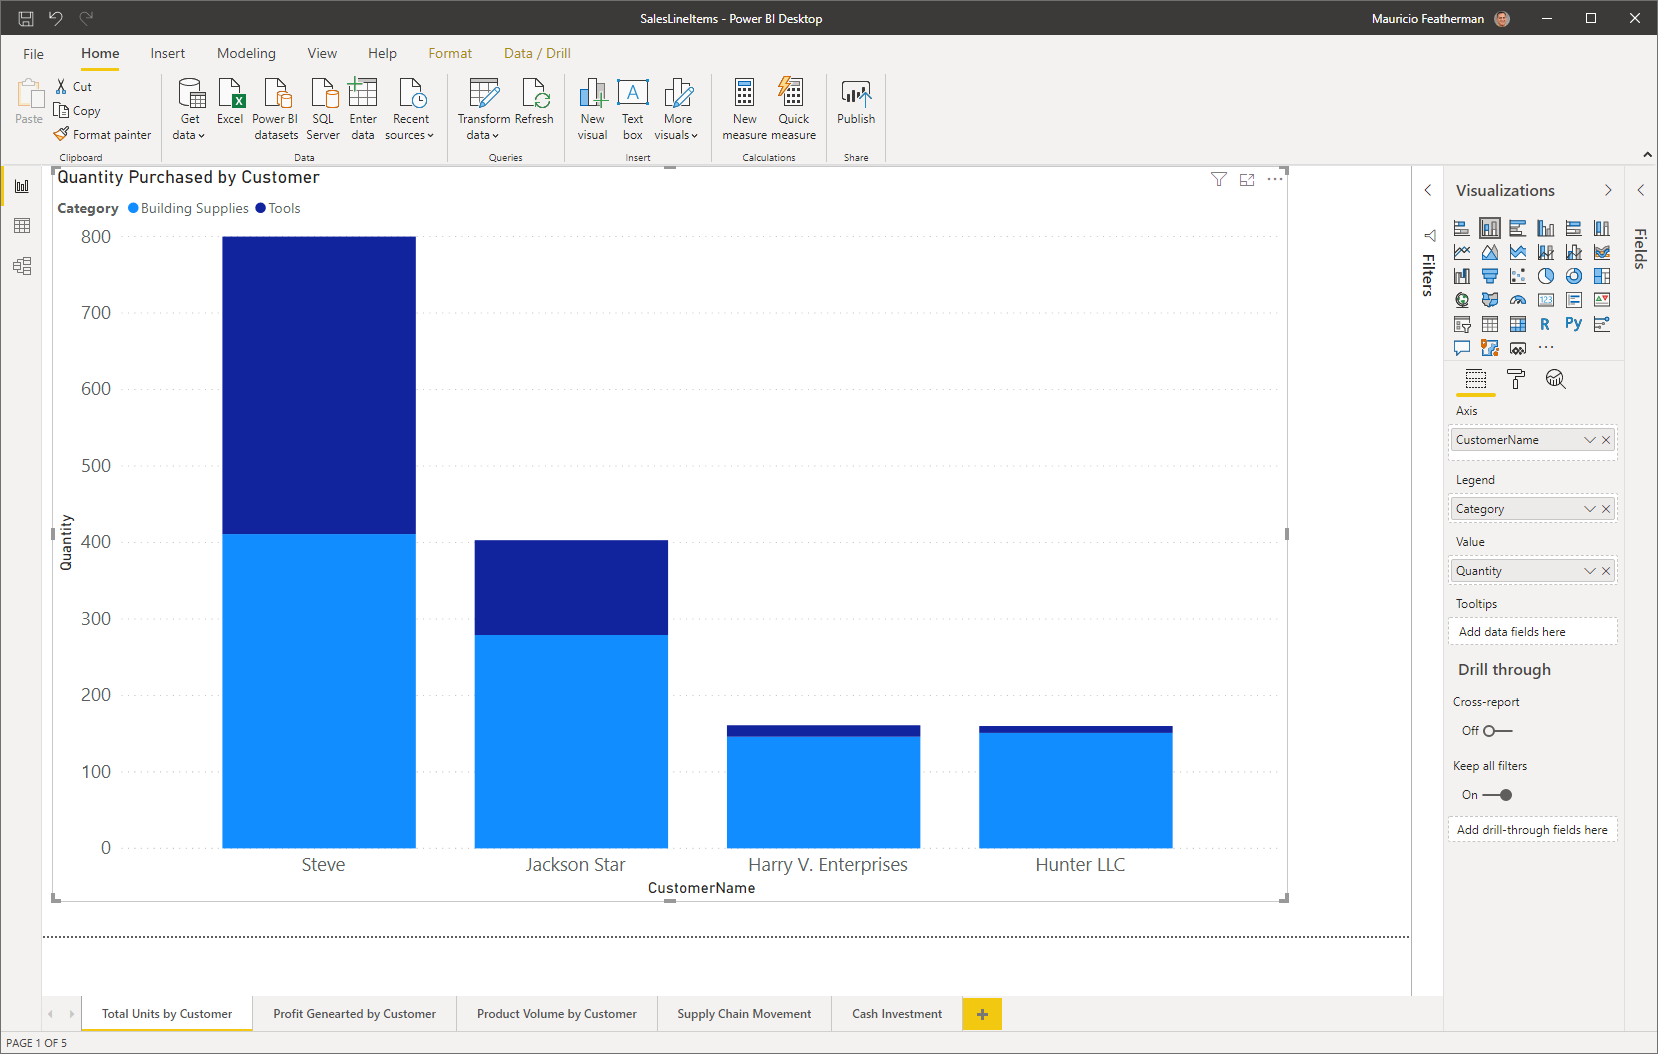 SalesLineItems - Power BI Desktop
Mauricio Featherman
File
Home
Insert
Modeling
View
Help
Format
Data / Drill
Paste
Cut
Copy
Format painter
Clipboard
Get
data
Excel
Power BI
datasets
SQL
Server
Enter
data
Recent
sources
Data
Transform
data
Refresh
Queries
New
visual
Text
box
More
visuals
Insert
New
measure
Quick
measure
Calculations
Publish
Share
Quantity Purchased by Customer
Category
Building Supplies
Tools
800
700
600
500
400
300
200
100
0
Quantity
Steve
Jackson Star
Harry V. Enterprises
Hunter LLC
CustomerName
Filters
Visualizations
Fields
123
R
Py
Axis
CustomerName
Legend
Category
Value
Quantity
Tooltips
Add data fields here
Drill through
Cross-report
Off
Keep all filters
On
Add drill-through fields here
Total Units by Customer
Profit Genearted by Customer
Product Volume by Customer
Supply Chain Movement
Cash Investment
PAGE 1 OF 5